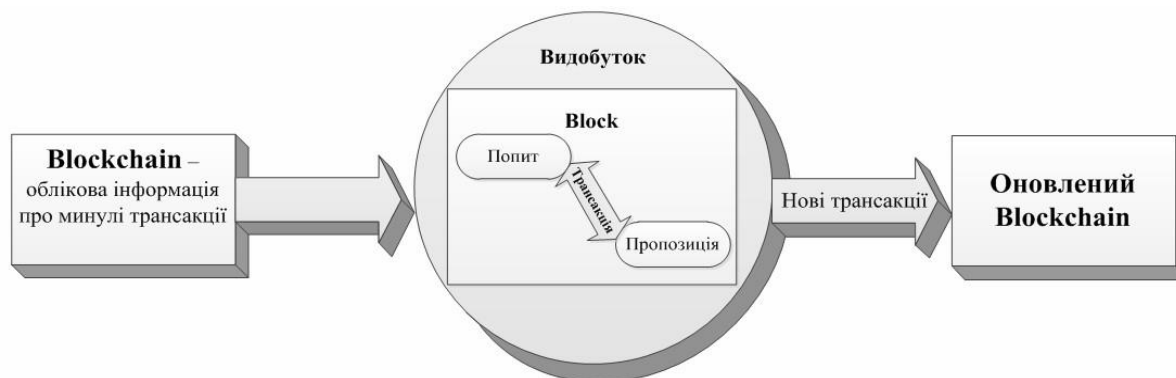 Blockchain –
облікова інформація
про минулі трансакції
Видобуток
Block
Попит
Трансакція
Пропозиція
Нові трансакції
Оновлений
Blockchain